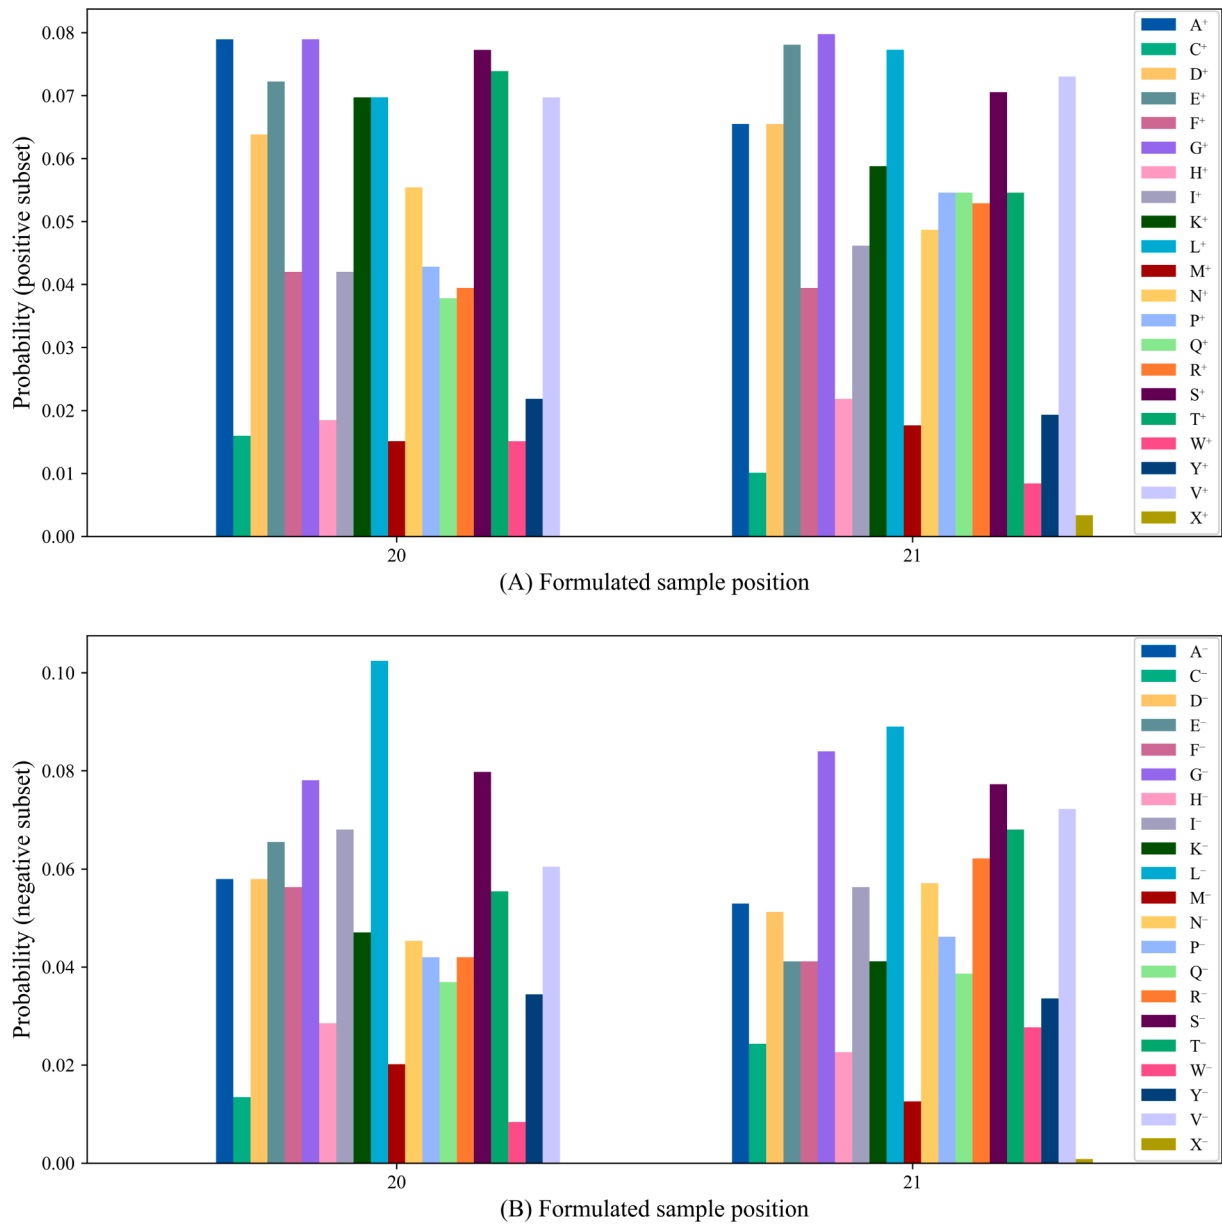 0.08
0.07
0.06
0.05
0.04
0.03
0.02
0.01
0.00
Probability (positive subset)
20
21
(A) Formulated sample position
A⁺
C⁺
D⁺
E⁺
F⁺
G⁺
H⁺
I⁺
K⁺
L⁺
M⁺
N⁺
P⁺
Q⁺
R⁺
S⁺
T⁺
W⁺
Y⁺
V⁺
X⁺
0.10
0.08
0.06
0.04
0.02
0.00
Probability (negative subset)
20
21
(B) Formulated sample position
A⁻
C⁻
D⁻
E⁻
F⁻
G⁻
H⁻
I⁻
K⁻
L⁻
M⁻
N⁻
P⁻
Q⁻
R⁻
S⁻
T⁻
W⁻
Y⁻
V⁻
X⁻